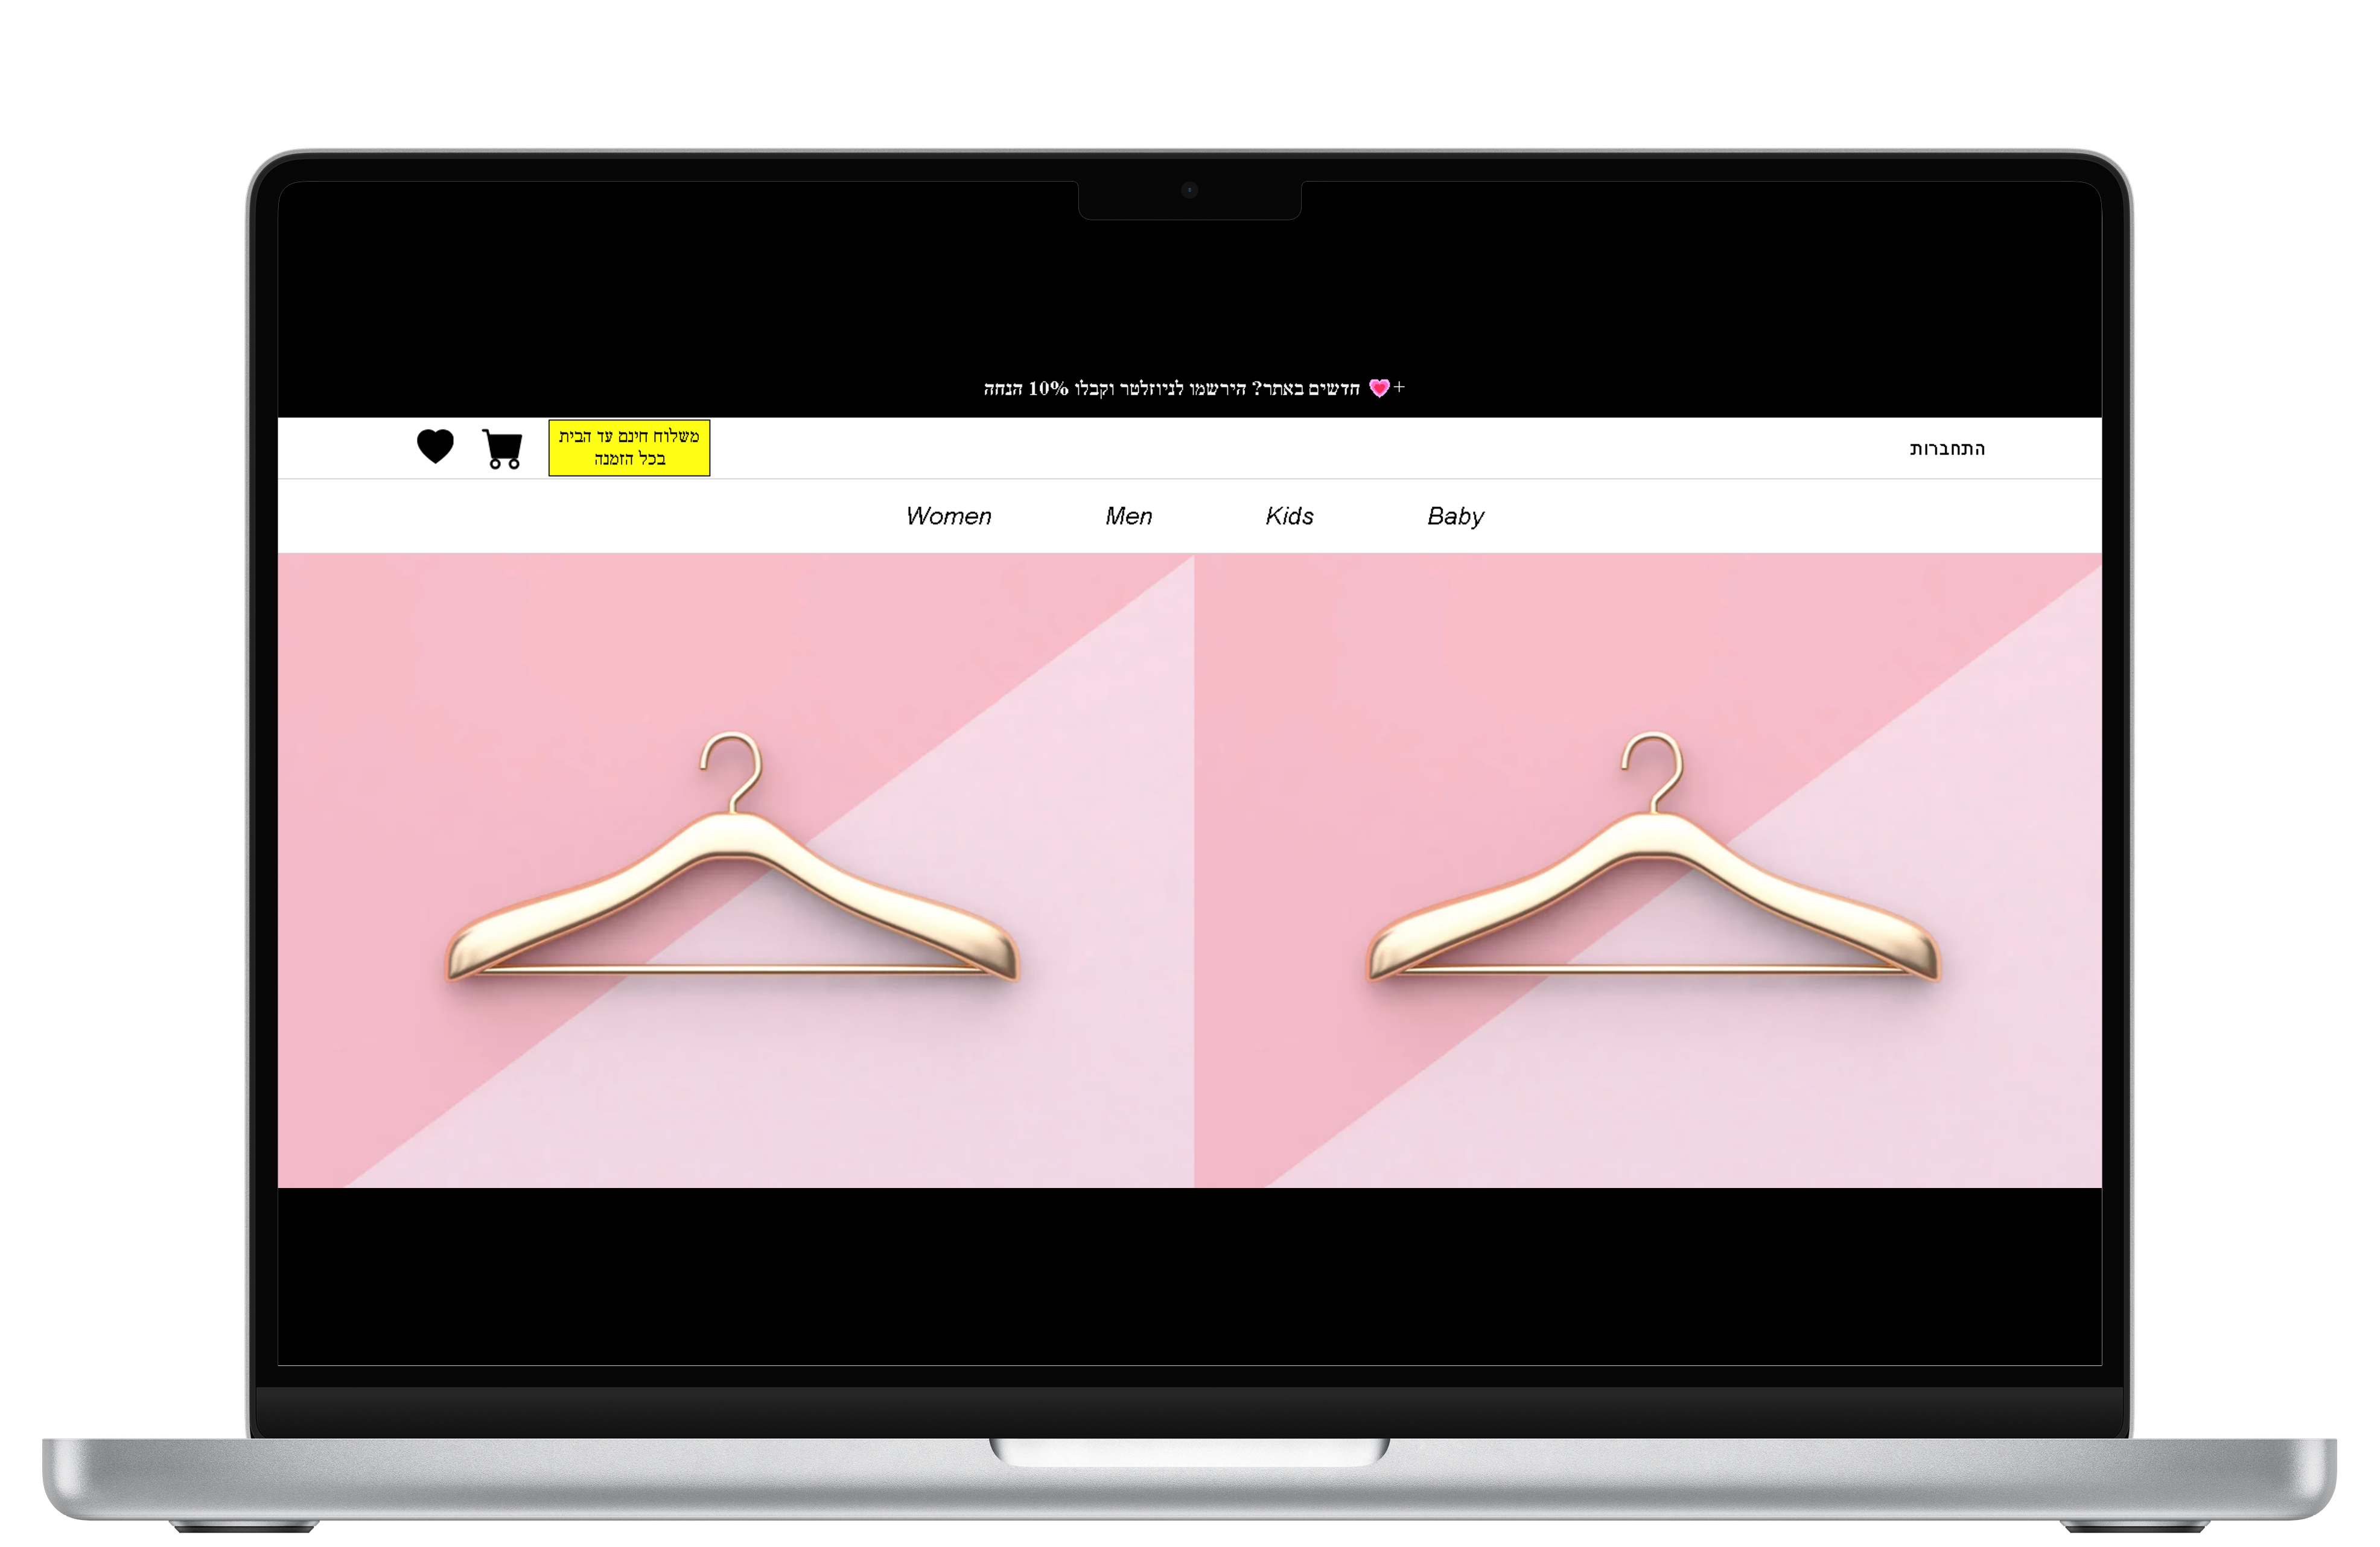 +💗 חדשים באתר? הירשמו לניוזלטר וקבלו 10% הנחה
התחברות
משלוח חינם עד הבית
בכל הזמנה
Women Men Kids Baby